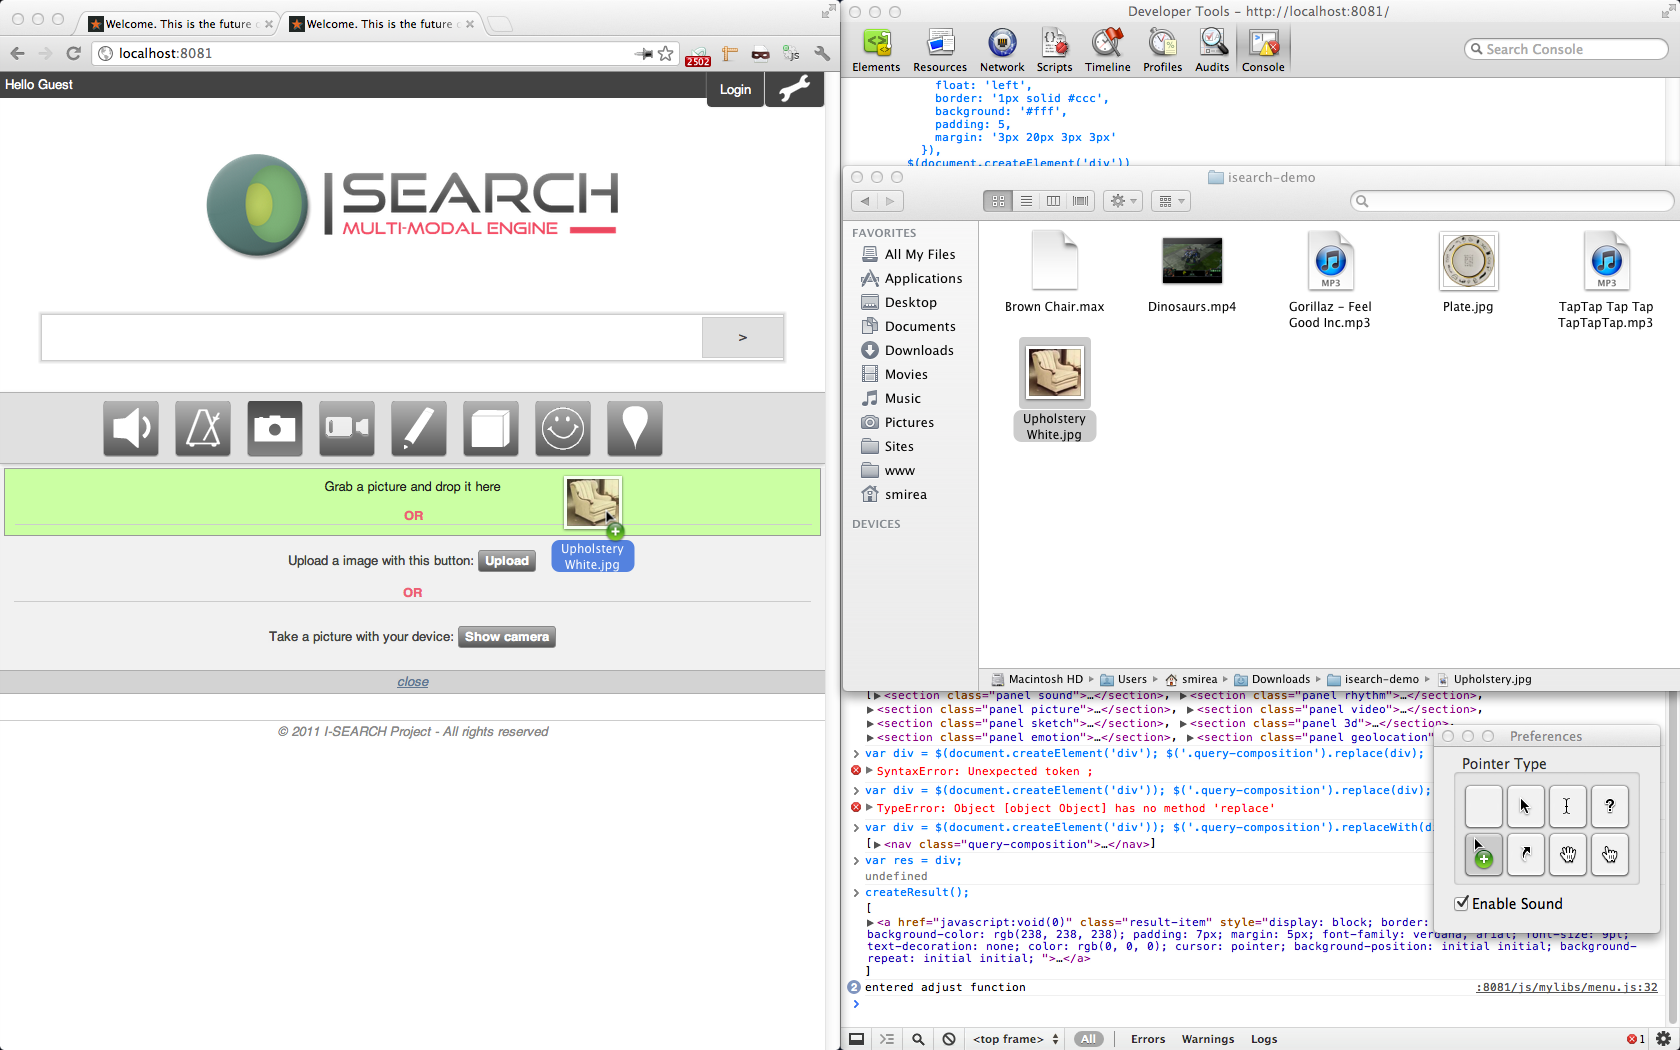 Welcome. This is the future o
Welcome. This is the future o
localhost:8081
2502
js
Hello Guest
Login
I SEARCH
MULTI-MODAL ENGINE
>
Grab a picture and drop it here
OR
Upholstery
White.jpg
Upload a image with this button: Upload
OR
Take a picture with your device: Show camera
close
© 2011 I-SEARCH Project - All rights reserved
Developer Tools - http://localhost:8081/
Elements Resources Network Scripts Timeline Profiles Audits Console
Search Console
float: 'left',
border: '1px solid #ccc',
background: '#fff',
padding: 5,
margin: '3px 20px 3px 3px'
}),
$(document.createElement('div'))
isearch-demo
FAVORITES
All My Files
Applications
Desktop
Documents
Downloads
Movies
Music
Pictures
Sites
www
smirea
DEVICES
Brown Chair.max
Dinosaurs.mp4
MP3
Gorillaz - Feel
Good Inc.mp3
Plate.jpg
MP3
TapTap Tap Tap
TapTapTap.mp3
Upholstery
White.jpg
Macintosh HD ▸ Users ▸ smirea ▸ Downloads ▸ isearch-demo ▸ Upholstery.jpg
[▶<section class="panel sound">…</section>, ▶<section class="panel rhythm">…</section>,
▶<section class="panel picture">…</section>, ▶<section class="panel video">…</section>,
▶<section class="panel sketch">…</section>, ▶<section class="panel 3d">…</section>,
▶<section class="panel emotion">…</section>, ▶<section class="panel geolocation"
> var div = $(document.createElement('div'); $('.query-composition').replace(div);
▶ SyntaxError: Unexpected token ;
> var div = $(document.createElement('div')); $('.query-composition').replace(div);
▶ TypeError: Object [object Object] has no method 'replace'
> var div = $(document.createElement('div')); $('.query-composition').replaceWith(d
[▶<nav class="query-composition">…</nav>]
> var res = div;
undefined
> createResult();
[
▶<a href="javascript:void(0)" class="result-item" style="display: block; border:
background-color: rgb(238, 238, 238); padding: 7px; margin: 5px; font-family: verdana, arial; font-size: 9pt;
text-decoration: none; color: rgb(0, 0, 0); cursor: pointer; background-position: initial initial; background-
repeat: initial initial; ">…</a>
]
2 entered adjust function :8081/js/mylibs/menu.js:32
>
<top frame> All Errors Warnings Logs 1
Preferences
Pointer Type
?
Enable Sound